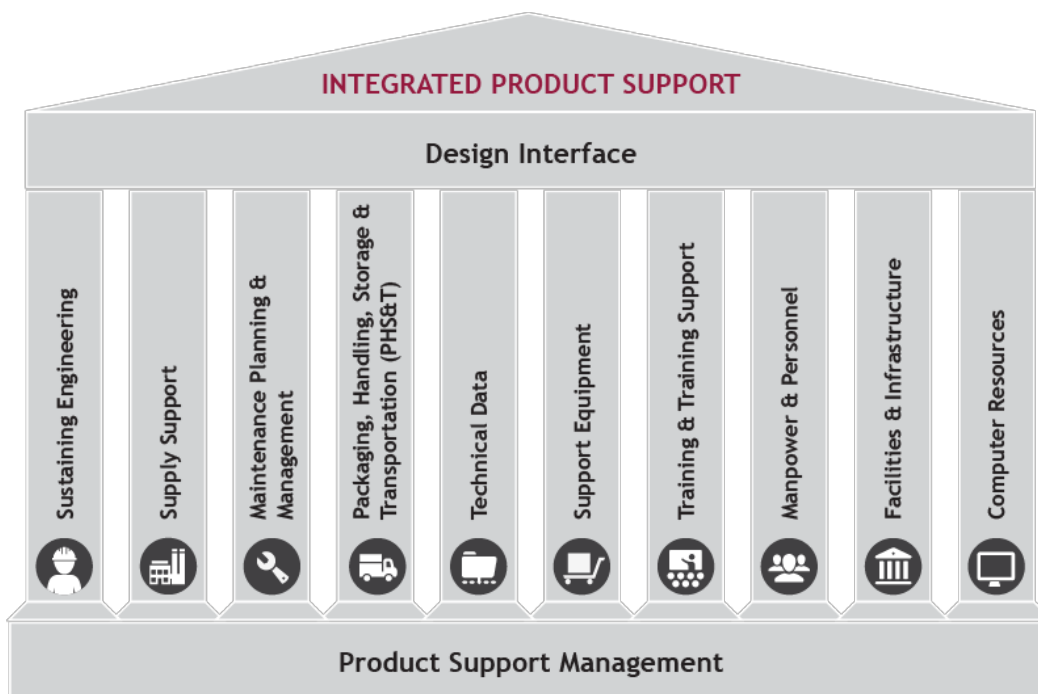 INTEGRATED PRODUCT SUPPORT
Design Interface
Sustaining Engineering
Supply Support
Maintenance Planning &
Management
Packaging, Handling, Storage &
Transportation (PHS&T)
Technical Data
Support Equipment
Training & Training Support
Manpower & Personnel
Facilities & Infrastructure
Computer Resources
Product Support Management